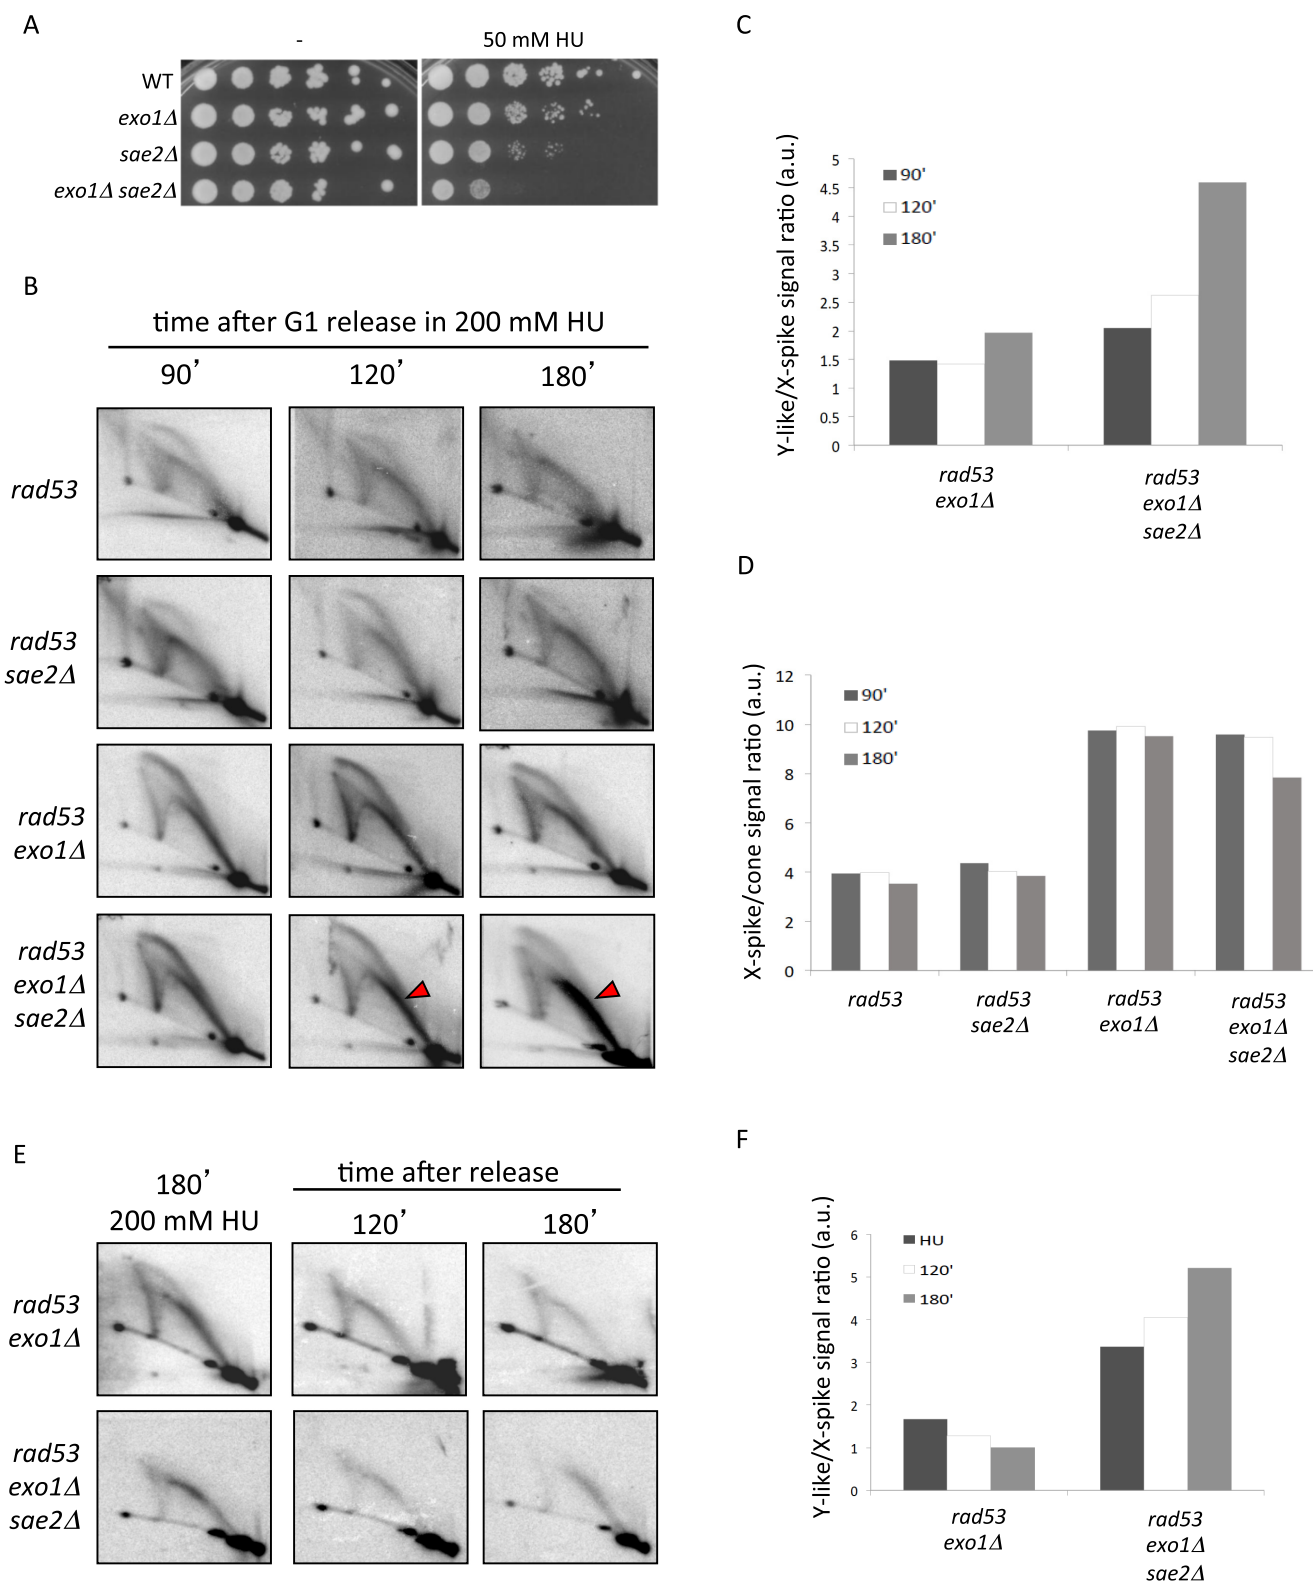 A
-
50 mM HU
WT
exo1Δ
sae2Δ
exo1Δ sae2Δ
B
time after G1 release in 200 mM HU
90’
120’
180’
rad53
rad53
sae2Δ
rad53
exo1Δ
rad53
exo1Δ
sae2Δ
C
Y-like/X-spike signal ratio (a.u.)
5
4.5
4
3.5
3
2.5
2
1.5
1
0.5
0
90'
120'
180'
rad53
exo1Δ
rad53
exo1Δ
sae2Δ
D
X-spike/cone signal ratio (a.u.)
12
10
8
6
4
2
0
90'
120'
180'
rad53
rad53
sae2Δ
rad53
exo1Δ
rad53
exo1Δ
sae2Δ
E
180’
200 mM HU
time after release
120’
180’
rad53
exo1Δ
rad53
exo1Δ
sae2Δ
F
Y-like/X-spike signal ratio (a.u.)
6
5
4
3
2
1
0
HU
120'
180'
rad53
exo1Δ
rad53
exo1Δ
sae2Δ